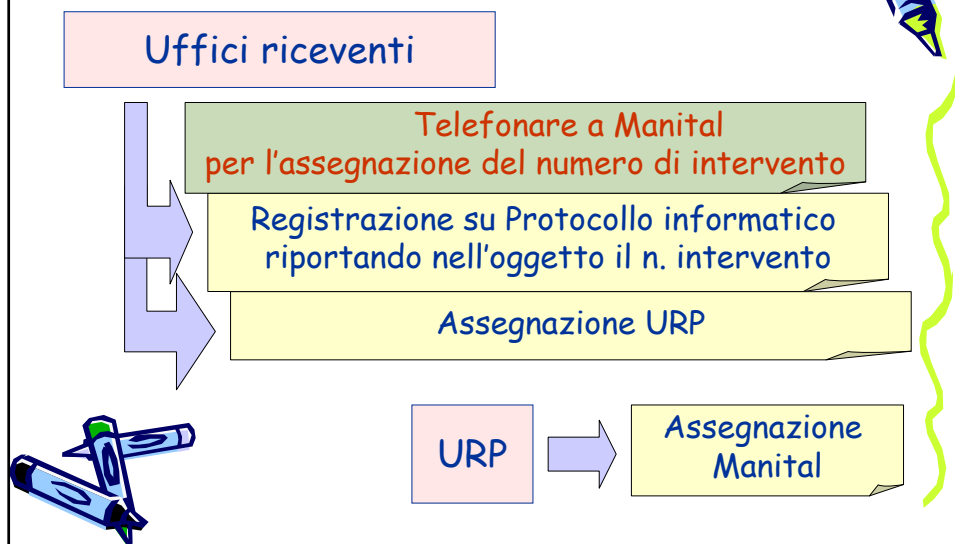 Uffici riceventi
Telefonare a Manital
per l'assegnazione del numero di intervento
Registrazione su Protocollo informatico
riportando nell'oggetto il n. intervento
Assegnazione URP
URP
Assegnazione
Manital